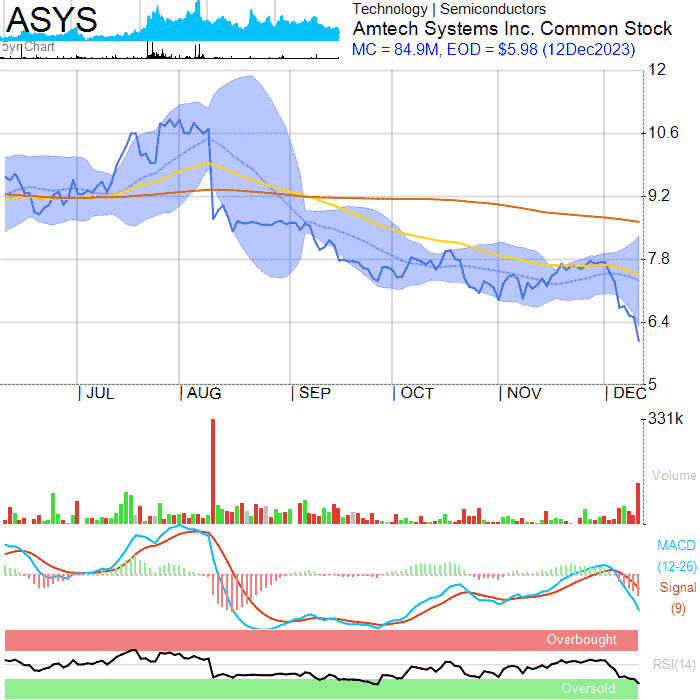 ASYS
5yr Chart
Technology | Semiconductors
Amtech Systems Inc. Common Stock
MC = 84.9M, EOD = $5.98 (12Dec2023)
12
10.6
9.2
7.8
6.4
5
JUL
AUG
SEP
OCT
NOV
DEC
331k
Volume
MACD
(12-26)
Signal
(9)
Overbought
RSI(14)
Oversold